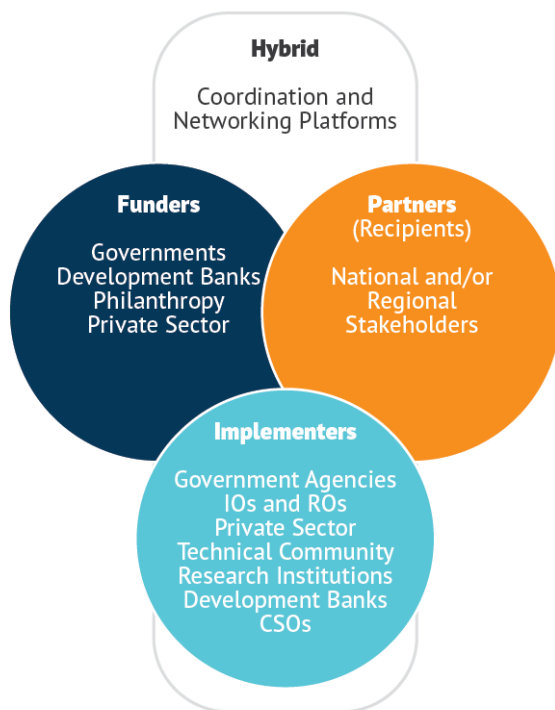 Hybrid
Coordination and
Networking Platforms
Funders
Governments
Development Banks
Philanthropy
Private Sector
Partners
(Recipients)
National and/or
Regional
Stakeholders
Implementers
Government Agencies
IOs and ROs
Private Sector
Technical Community
Research Institutions
Development Banks
CSOs